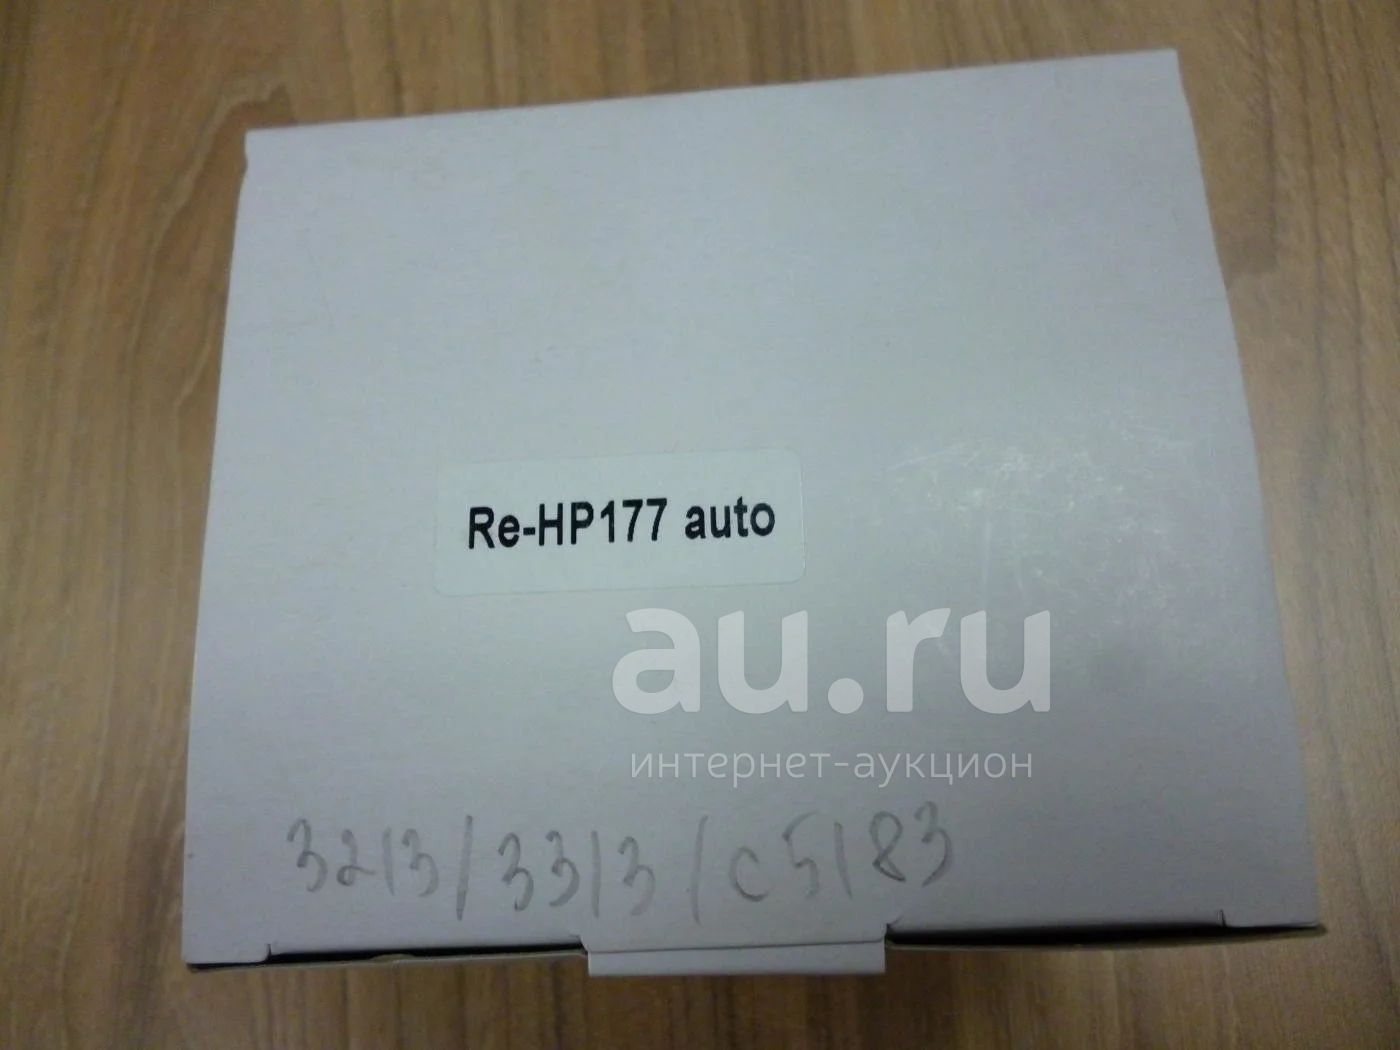 Re-HP177 auto
au.ru
интернет-аукцион
3213/3313/c5183